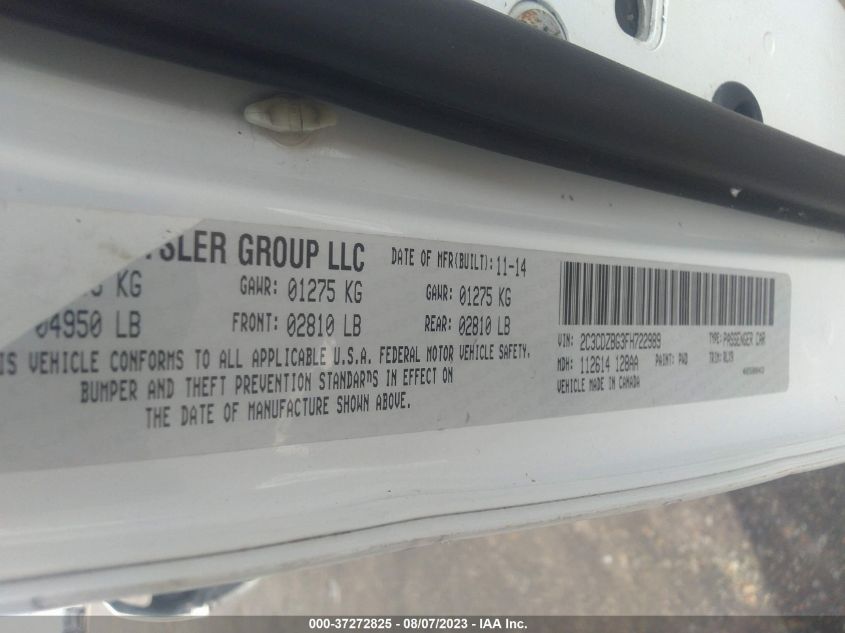 SLER GROUP LLC DATE OF MFR(BUILT): 11-14
KG GAWR: 01275 KG GAWR: 01275 KG
04950 LB FRONT: 02810 LB REAR: 02810 LB
IS VEHICLE CONFORMS TO ALL APPLICABLE U.S.A. FEDERAL MOTOR VEHICLE SAFETY,
BUMPER AND THEFT PREVENTION STANDARDS IN EFFECT ON
THE DATE OF MANUFACTURE SHOWN ABOVE.
VIN: 2C3CDZBG3FH722989 TYPE: PASSENGER CAR
MDH: 112614 128AA PAINT: PAD TRIM:
VEHICLE MADE IN CANADA
000-37272825 - 08/07/2023 - IAA Inc.